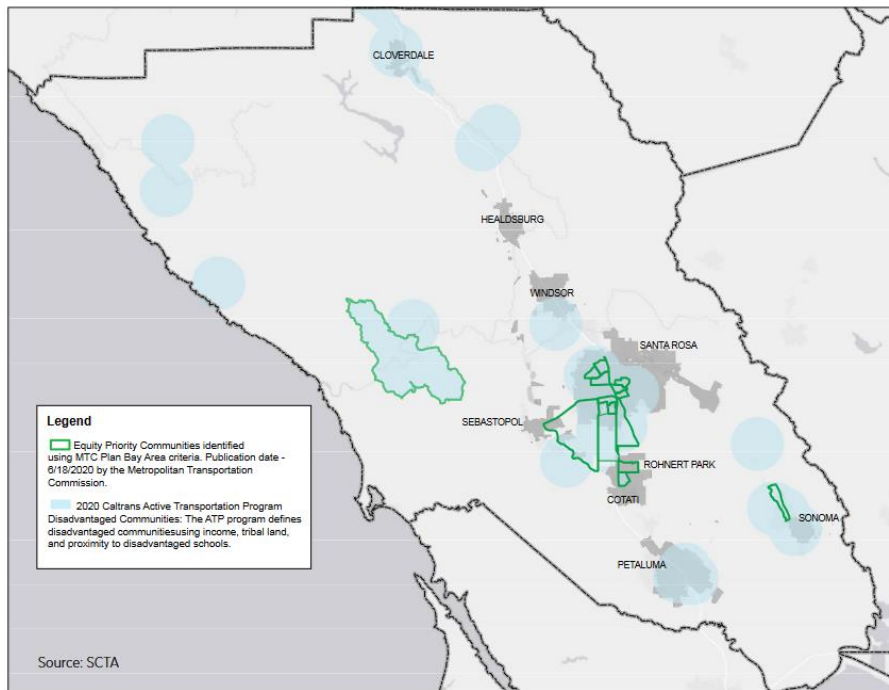 CLOVERDALE
HEALDSBURG
WINDSOR
SANTA ROSA
SEBASTOPOL
ROHNERT PARK
COTATI
SONOMA
PETALUMA
Legend
Equity Priority Communities identified
using MTC Plan Bay Area criteria. Publication date -
6/18/2020 by the Metropolitan Transportation
Commission.
2020 Caltrans Active Transportation Program
Disadvantaged Communities: The ATP program defines
disadvantaged communitiesusing income, tribal land,
and proximity to disadvantaged schools.
Source: SCTA